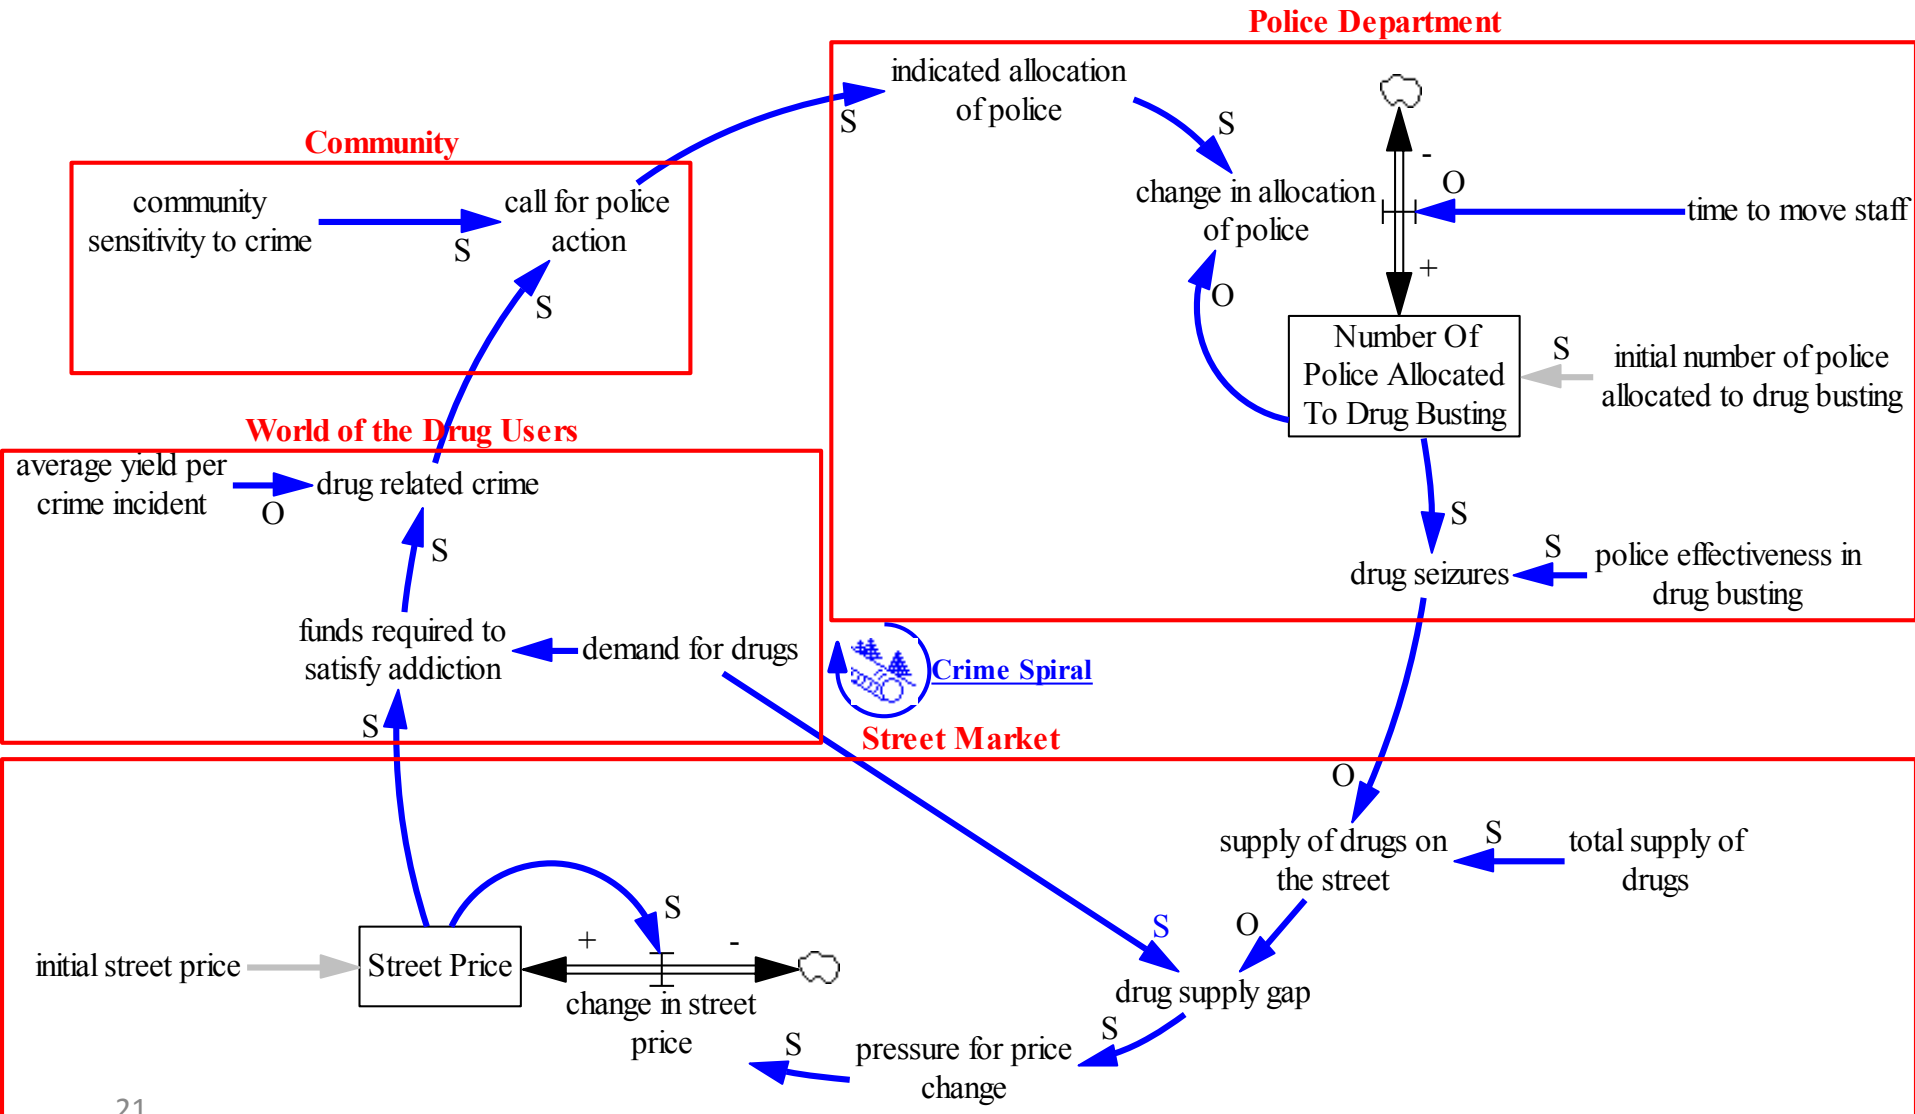 Police Department
indicated allocation
of police
S
S
Community
community
sensitivity to crime
S
call for police
action
S
change in allocation
of police
O
-
O
+
time to move staff
Number Of
Police Allocated
To Drug Busting
S
initial number of police
allocated to drug busting
World of the Drug Users
average yield per
crime incident
O
drug related crime
S
S
drug seizures
S
police effectiveness in
drug busting
funds required to
satisfy addiction
demand for drugs
Crime Spiral
S
Street Market
O
supply of drugs on
the street
S
total supply of
drugs
S
S
O
initial street price
Street Price
+
-
change in street
price
drug supply gap
S
S
pressure for price
change
21